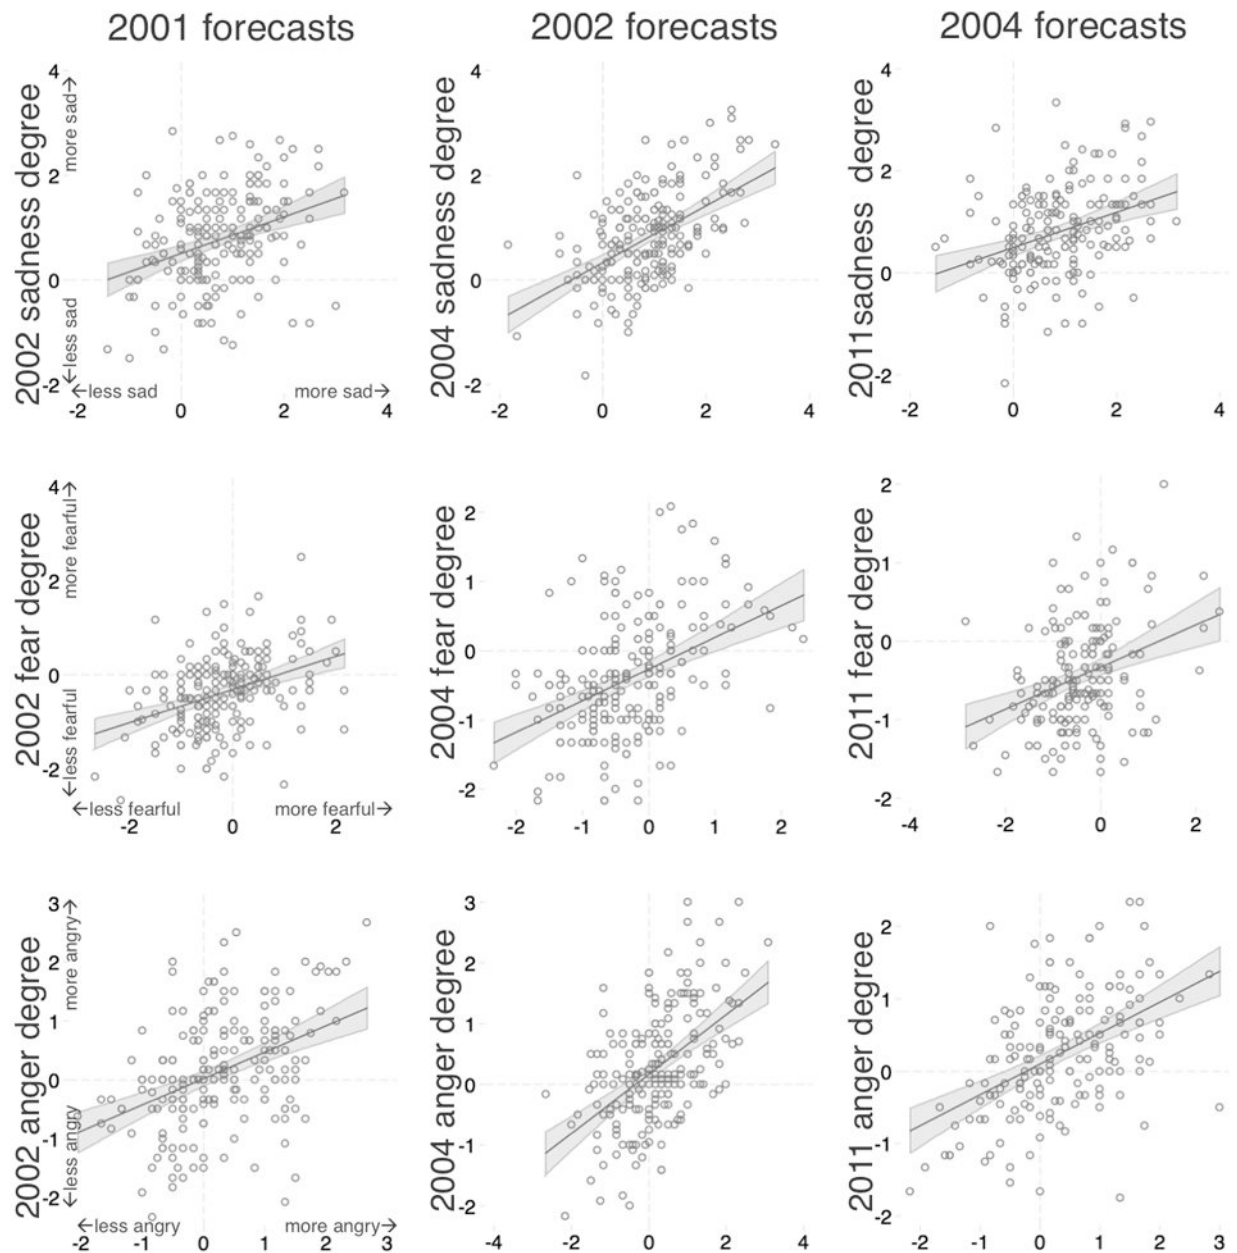 2001 forecasts
2002 forecasts
2004 forecasts
2002 sadness degree
←less sad
more sad→
4
2
0
-2
←less sad
more sad→
-2 0 2 4
2004 sadness degree
4
2
0
-2
-2 0 2 4
2011sadness degree
4
2
0
-2
-2 0 2 4
2002 fear degree
←less fearful
more fearful→
4
2
0
-2
←less fearful
more fearful→
-2 0 2
2004 fear degree
2
1
0
-1
-2
-2 -1 0 1 2
2011 fear degree
2
1
0
-1
-2
-4 -2 0 2
2002 anger degree
←less angry
more angry→
3
2
1
0
-1
-2
←less angry
more angry→
-2 -1 0 1 2 3
2004 anger degree
3
2
1
0
-1
-2
-4 -2 0 2 4
2011 anger degree
2
1
0
-1
-2
-2 -1 0 1 2 3